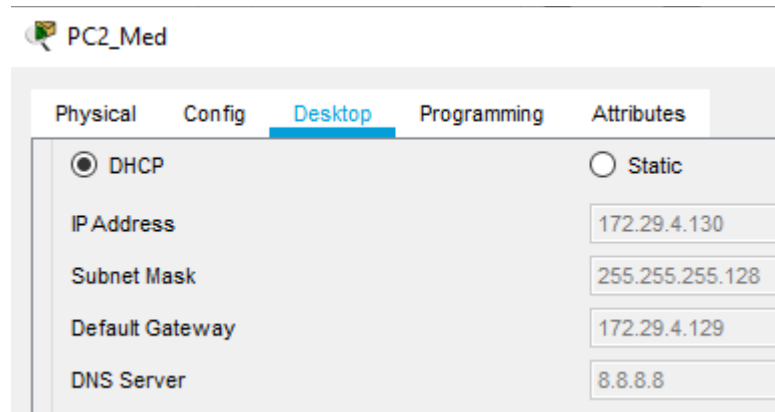 PC2_Med
Physical Config Desktop Programming Attributes
DHCP Static
IP Address 172.29.4.130
Subnet Mask 255.255.255.128
Default Gateway 172.29.4.129
DNS Server 8.8.8.8